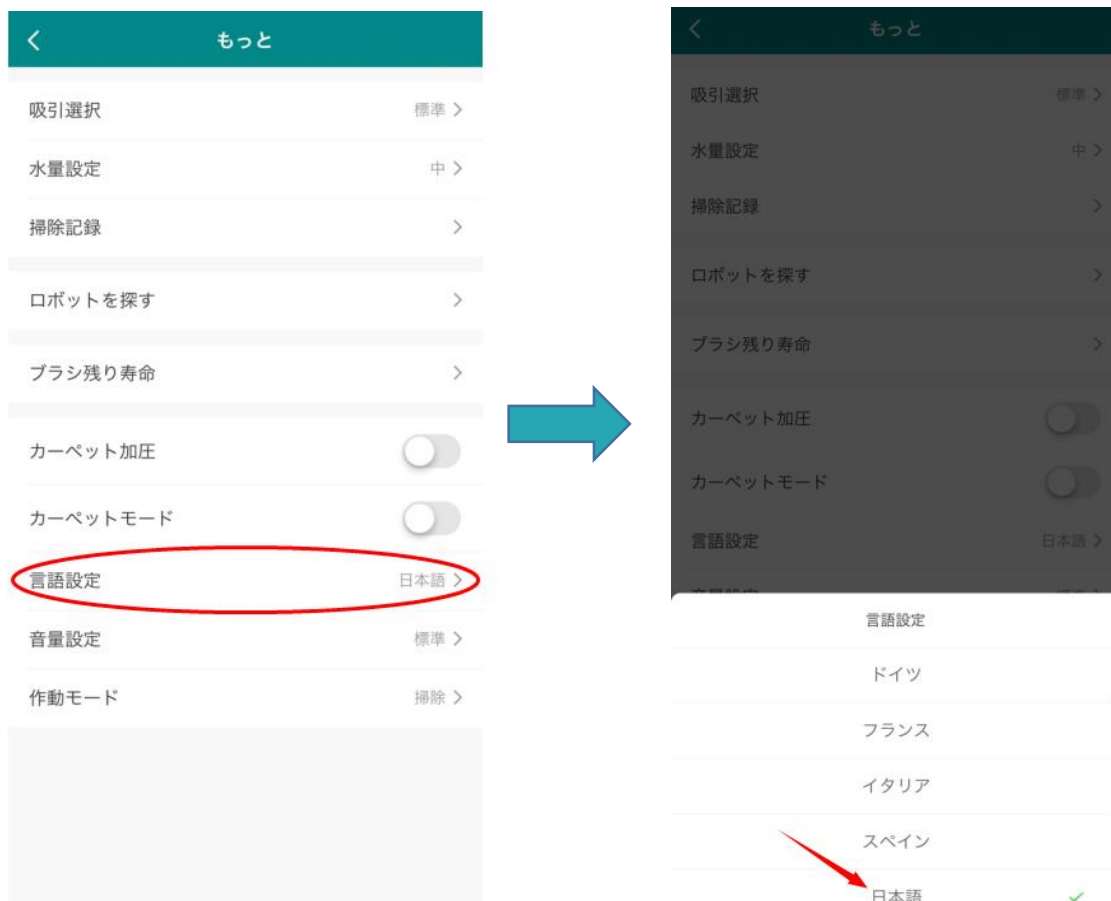 もっと
吸引選択 標準
水量設定 中
掃除記録
ロボットを探す
ブラシ残り寿命
カーペット加圧
カーペットモード
言語設定 日本語
音量設定 標準
作動モード 掃除
もっと
吸引選択 標準
水量設定 中
掃除記録
ロボットを探す
ブラシ残り寿命
カーペット加圧
カーペットモード
言語設定 日本語
言語設定
ドイツ
フランス
イタリア
スペイン
日本語